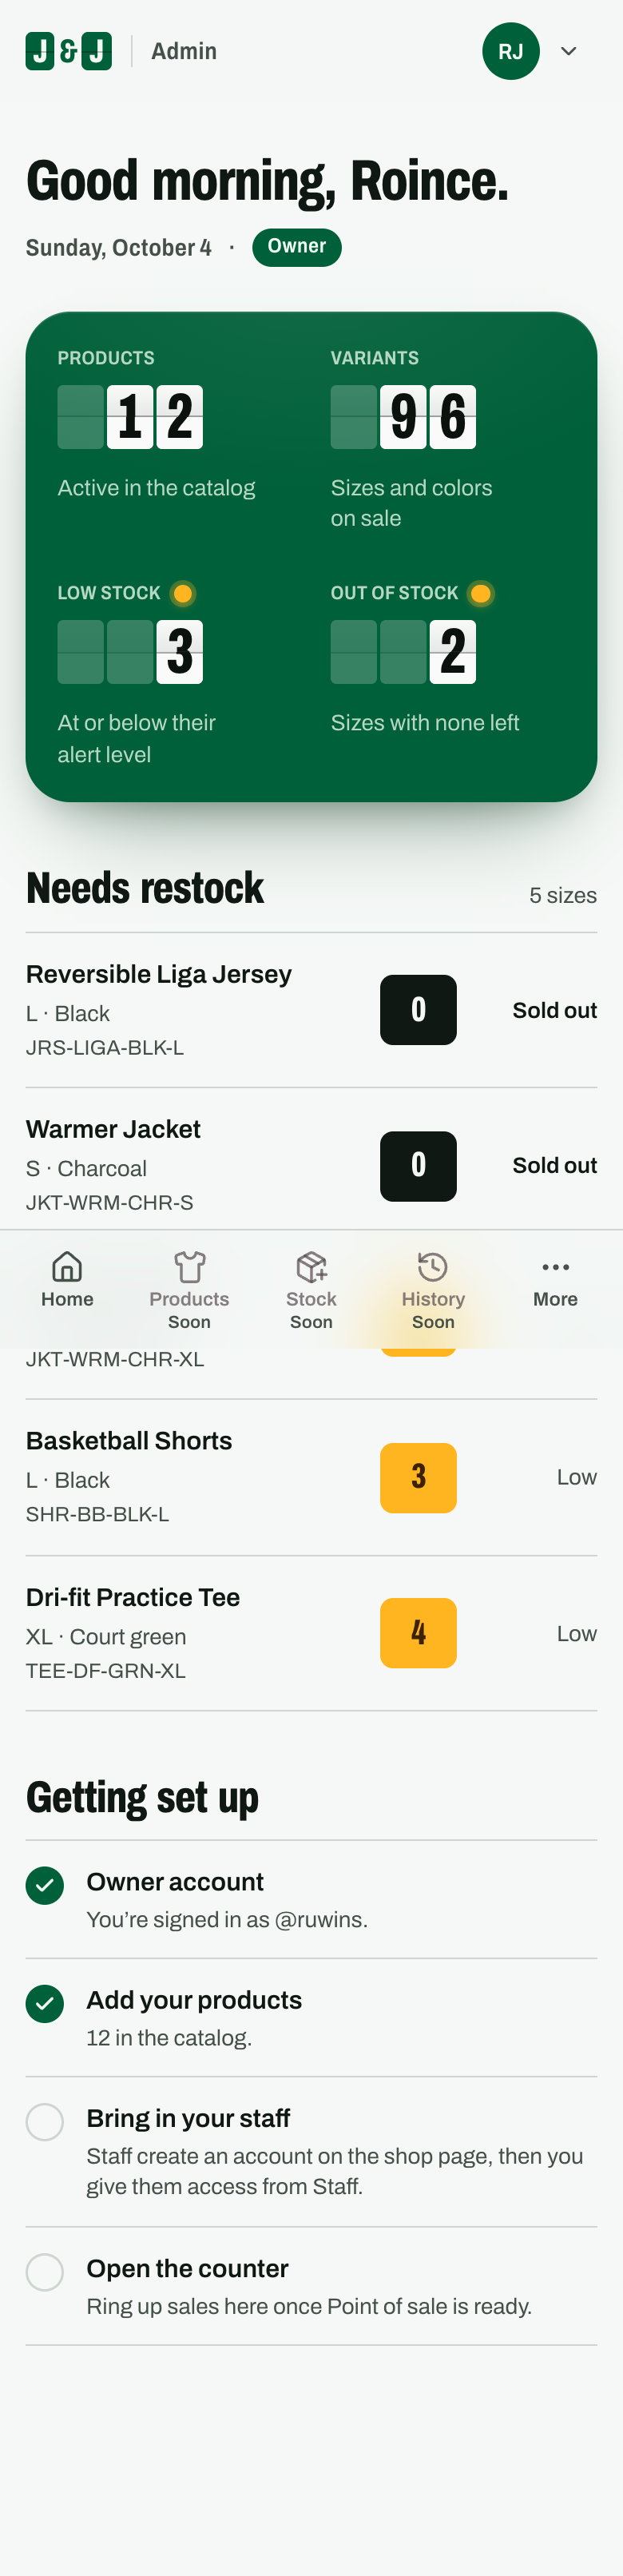 J & J
Admin
RJ
Good morning, Roince.
Sunday, October 4 · Owner
PRODUCTS
12
Active in the catalog
VARIANTS
96
Sizes and colors
on sale
LOW STOCK
3
At or below their
alert level
OUT OF STOCK
2
Sizes with none left
Needs restock
5 sizes
Reversible Liga Jersey
L · Black
JRS-LIGA-BLK-L
0
Sold out
Warmer Jacket
S · Charcoal
JKT-WRM-CHR-S
0
Sold out
Home
Products
Soon
Stock
Soon
History
Soon
More
JKT-WRM-CHR-XL
Basketball Shorts
L · Black
SHR-BB-BLK-L
3
Low
Dri-fit Practice Tee
XL · Court green
TEE-DF-GRN-XL
4
Low
Getting set up
Owner account
You’re signed in as @ruwins.
Add your products
12 in the catalog.
Bring in your staff
Staff create an account on the shop page, then you
give them access from Staff.
Open the counter
Ring up sales here once Point of sale is ready.